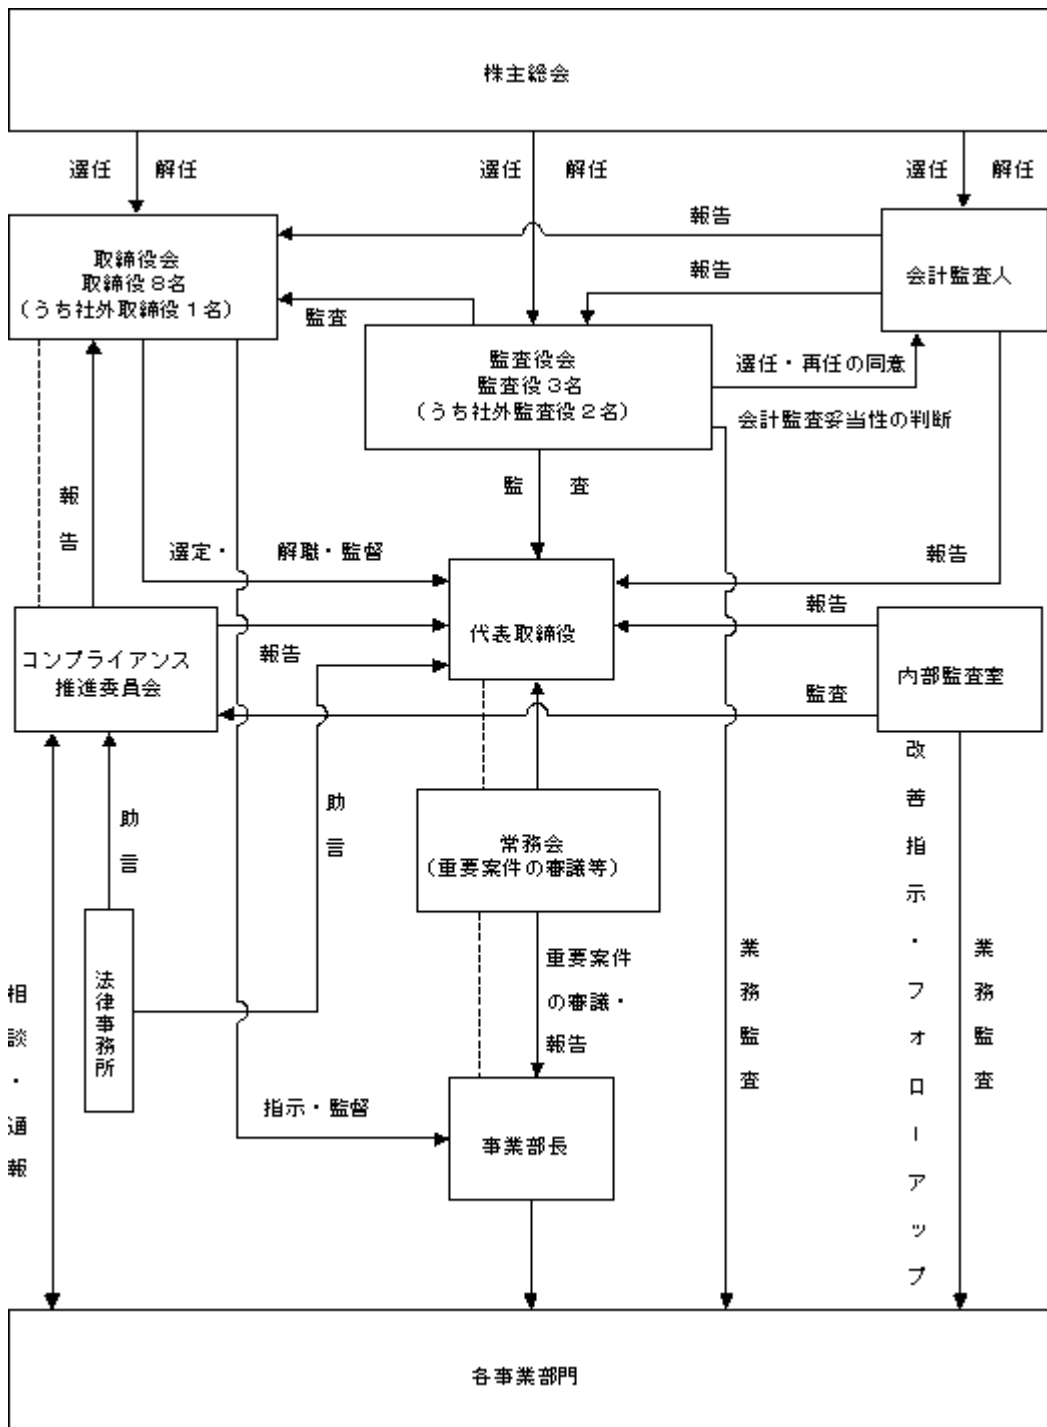 株主総会
選任 解任
選任 解任
選任 解任
取締役会
取締役8名
（うち社外取締役1名）
報告
会計監査人
報告
監査
監査役会
監査役3名
（うち社外監査役2名）
選任・再任の同意
会計監査妥当性の判断
報告
監査
選定・ 解職・監督
報告
代表取締役
報告
コンプライアンス
推進委員会
報告
内部監査室
監査
助言
助言
常務会
（重要案件の審議等）
改善指示・フォローアップ
業務監査
業務監査
重要案件
の審議・
報告
法律事務所
相談・通報
指示・監督
事業部長
各事業部門